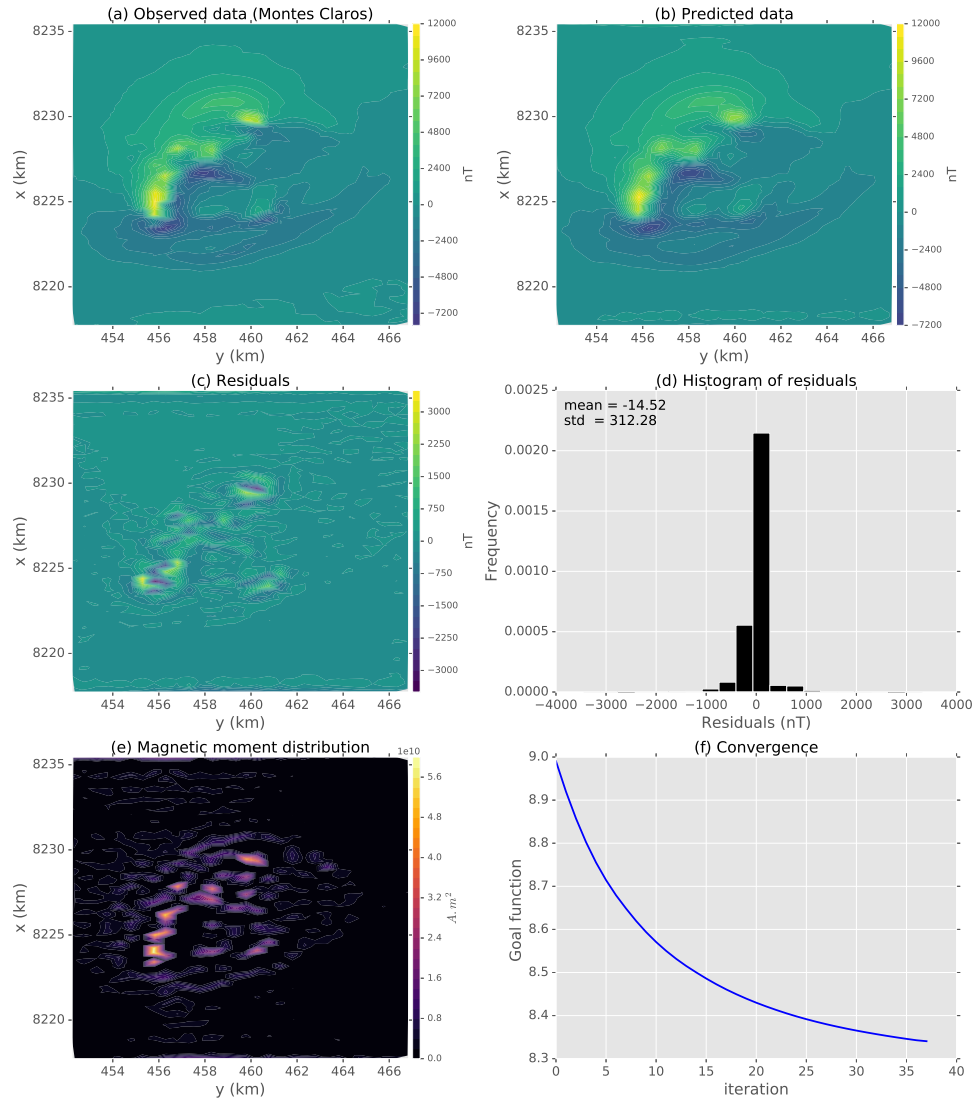 (a) Observed data (Montes Claros)
8235
8230
8225
8220
x (km)
454 456 458 460 462 464 466
y (km)
12000
9600
7200
4800
2400
0
−2400
−4800
−7200
nT
(b) Predicted data
8235
8230
8225
8220
x (km)
454 456 458 460 462 464 466
y (km)
12000
9600
7200
4800
2400
0
−2400
−4800
−7200
nT
(c) Residuals
8235
8230
8225
8220
x (km)
454 456 458 460 462 464 466
y (km)
3000
2250
1500
750
0
−750
−1500
−2250
−3000
nT
(d) Histogram of residuals
mean = -14.52
std = 312.28
0.0025
0.0020
0.0015
0.0010
0.0005
0.0000
Frequency
−4000 −3000 −2000 −1000 0 1000 2000 3000 4000
Residuals (nT)
(e) Magnetic moment distribution
1e10
8235
8230
8225
8220
x (km)
454 456 458 460 462 464 466
y (km)
5.6
4.8
4.0
3.2
2.4
1.6
0.8
0.0
A.m²
(f) Convergence
9.0
8.9
8.8
8.7
8.6
8.5
8.4
8.3
Goal function
0 5 10 15 20 25 30 35 40
iteration